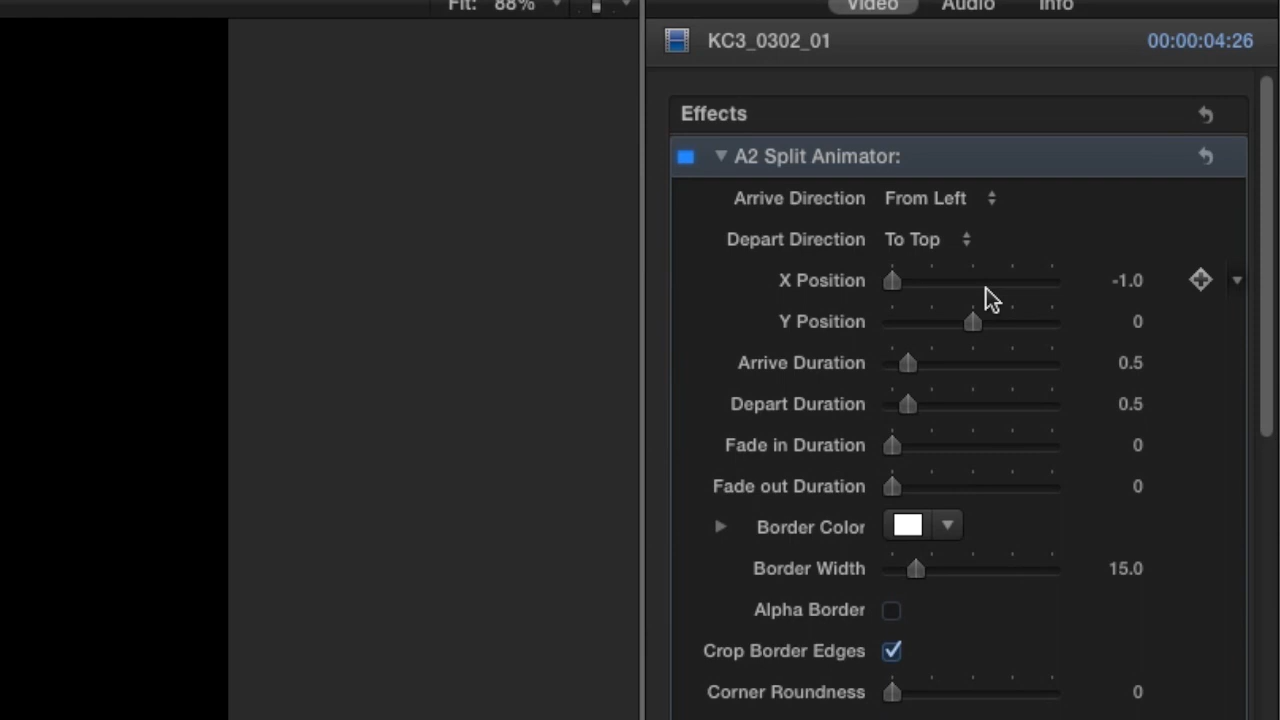 Fit: 88%
Video Audio Info
KC3_0302_01 00:00:04:26
Effects
A2 Split Animator:
Arrive Direction From Left
Depart Direction To Top
X Position -1.0
Y Position 0
Arrive Duration 0.5
Depart Duration 0.5
Fade in Duration 0
Fade out Duration 0
Border Color
Border Width 15.0
Alpha Border
Crop Border Edges
Corner Roundness 0